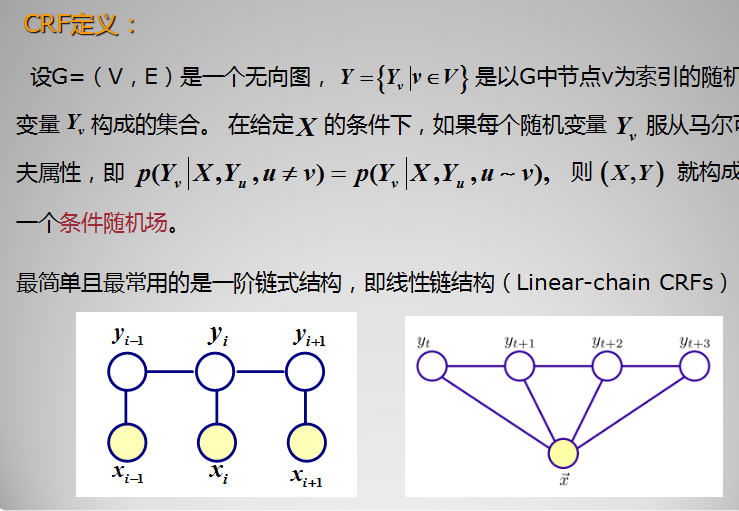 CRF定义：
设G=（V，E）是一个无向图， Y={Y_v|v∈V} 是以G中节点v为索引的随机
变量 Y_v 构成的集合。 在给定 X 的条件下，如果每个随机变量 Y_v 服从马尔可
夫属性，即 p(Y_v|X,Y_u,u≠v)=p(Y_v|X,Y_u,u~v), 则 (X,Y) 就构成
一个条件随机场。
最简单且最常用的是一阶链式结构，即线性链结构（Linear-chain CRFs）
y_{i-1} y_i y_{i+1}
x_{i-1} x_i x_{i+1}
y_t y_{t+1} y_{t+2} y_{t+3}
x⃗